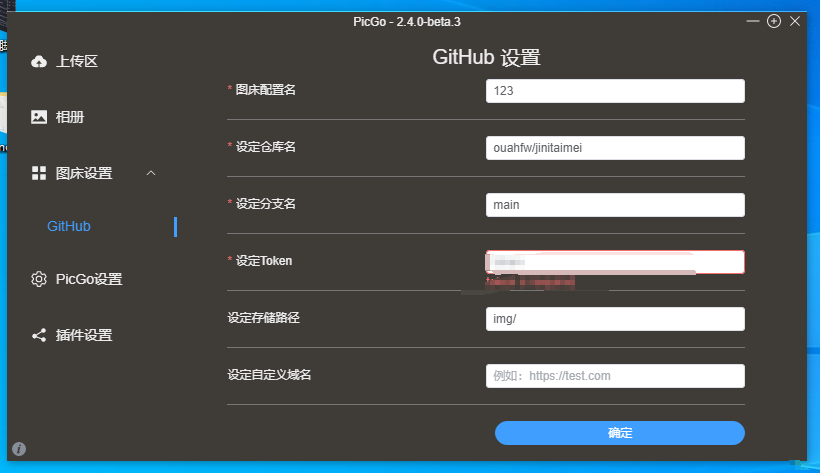 PicGo - 2.4.0-beta.3
上传区
相册
图床设置
GitHub
PicGo设置
插件设置
GitHub 设置
* 图床配置名
123
* 设定仓库名
ouahfw/jinitaimei
* 设定分支名
main
* 设定Token
设定存储路径
img/
设定自定义域名
例如：https://test.com
确定